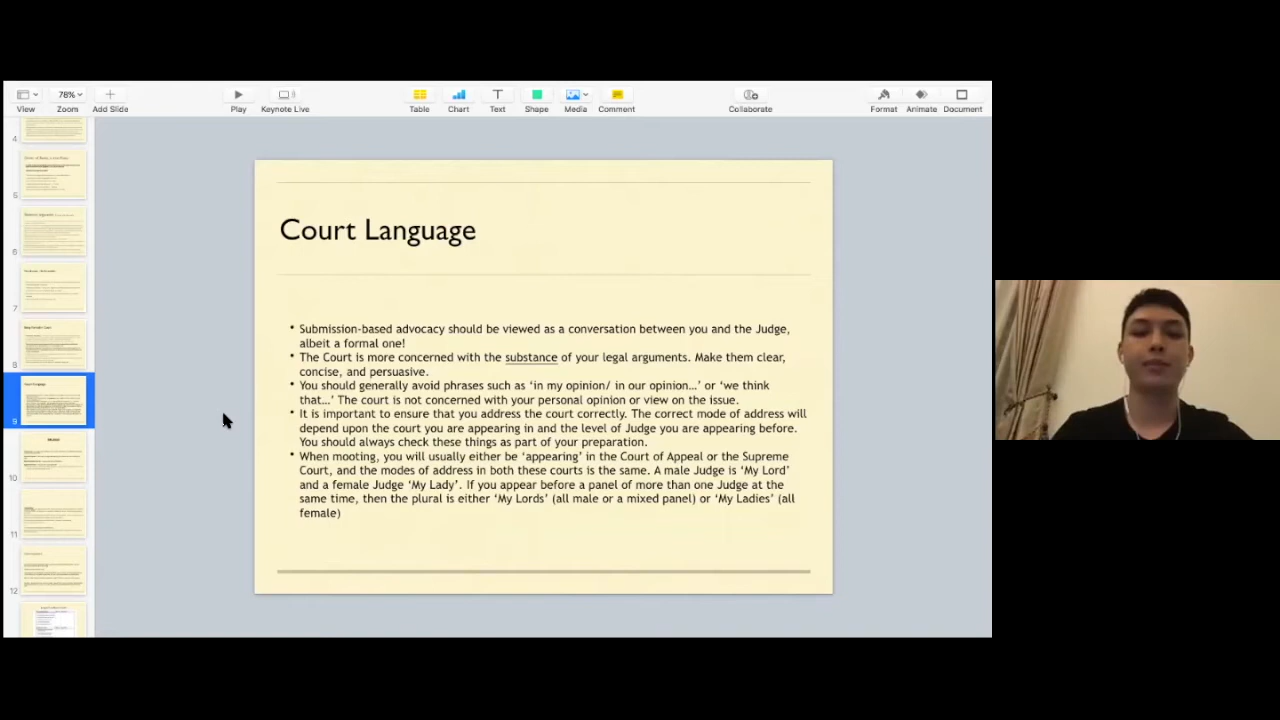 View
78%
Zoom
Add Slide
Play
Keynote Live
Table
Chart
Text
Shape
Media
Comment
Collaborate
Format
Animate
Document
4
5
6
7
8
9
10
11
12
Court Language
• Submission-based advocacy should be viewed as a conversation between you and the Judge,
albeit a formal one!
• The Court is more concerned with the substance of your legal arguments. Make them clear,
concise, and persuasive.
• You should generally avoid phrases such as ‘in my opinion/ in our opinion…’ or ‘we think
that…’ The court is not concerned with your personal opinion or view on the issue.
• It is important to ensure that you address the court correctly. The correct mode of address will
depend upon the court you are appearing in and the level of Judge you are appearing before.
You should always check these things as part of your preparation.
• When mooting, you will usually either be ‘appearing’ in the Court of Appeal or the Supreme
Court, and the modes of address in both these courts is the same. A male Judge is ‘My Lord’
and a female Judge ‘My Lady’. If you appear before a panel of more than one Judge at the
same time, then the plural is either ‘My Lords’ (all male or a mixed panel) or ‘My Ladies’ (all
female)